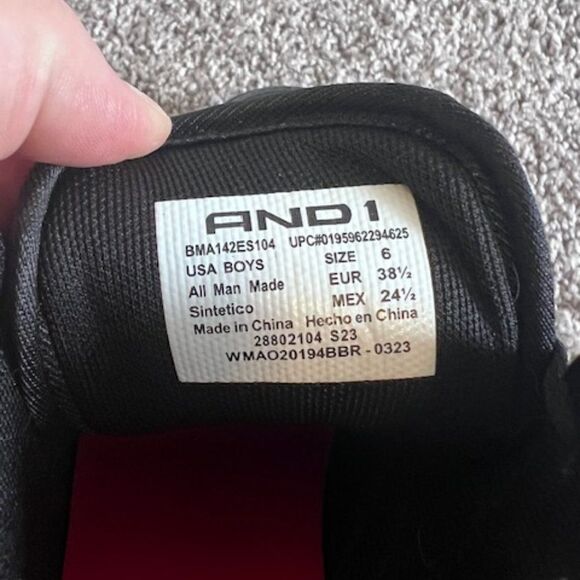 AND1
BMA142ES104 UPC#0195962294625
USA BOYS SIZE 6
All Man Made EUR 38½
Sintetico MEX 24½
Made in China Hecho en China
28802104 S23
WMAO20194BBR - 0323